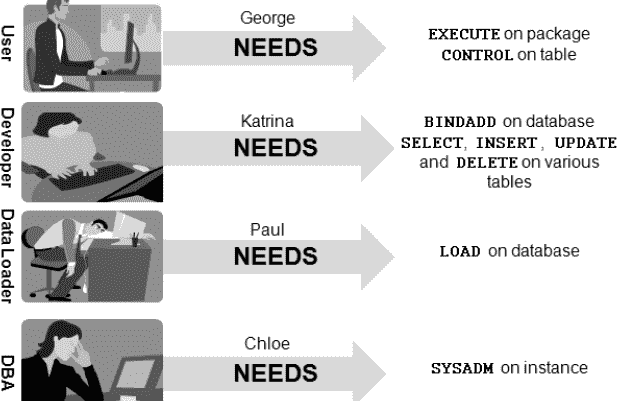 User
George
NEEDS
EXECUTE on package
CONTROL on table
Developer
Katrina
NEEDS
BINDADD on database
SELECT, INSERT, UPDATE
and DELETE on various
tables
Data Loader
Paul
NEEDS
LOAD on database
DBA
Chloe
NEEDS
SYSADM on instance